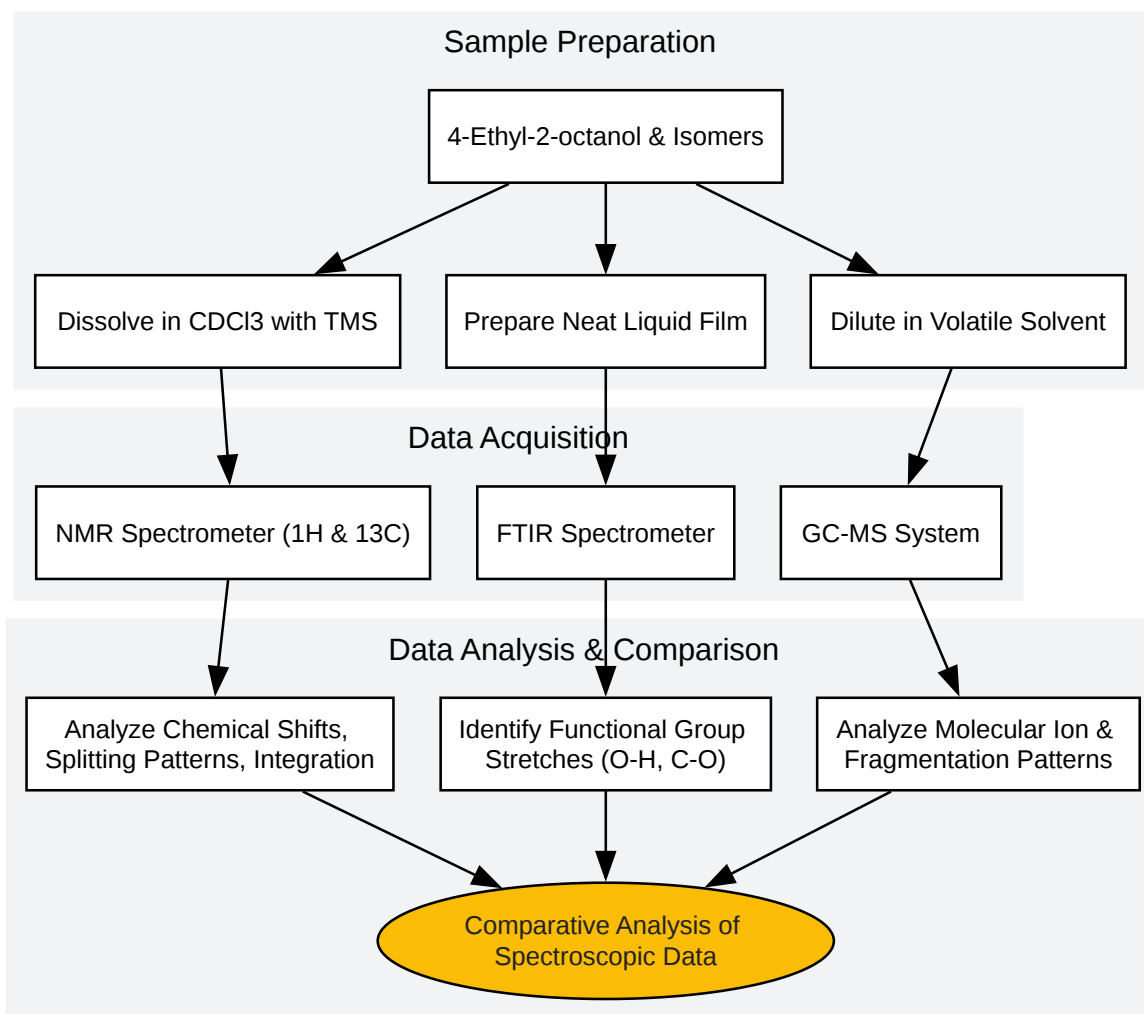 Sample Preparation
4-Ethyl-2-octanol & Isomers
Dissolve in CDCl3 with TMS
Prepare Neat Liquid Film
Dilute in Volatile Solvent
Data Acquisition
NMR Spectrometer (1H & 13C)
FTIR Spectrometer
GC-MS System
Data Analysis & Comparison
Analyze Chemical Shifts,
Splitting Patterns, Integration
Identify Functional Group
Stretches (O-H, C-O)
Analyze Molecular Ion &
Fragmentation Patterns
Comparative Analysis of
Spectroscopic Data